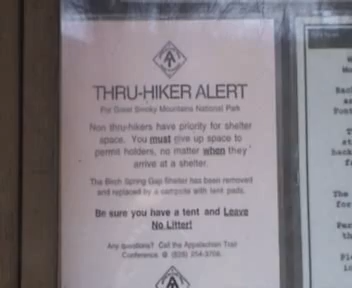 THRU-HIKER ALERT
For Great Smoky Mountains National Park
Non thru-hikers have priority for shelter
space. You must give up space to
permit holders, no matter when they
arrive at a shelter.
The Birch Spring Gap Shelter has been removed
and replaced by a campsite with tent pads.
Be sure you have a tent and Leave
No Litter!
Any questions? Call the Appalachian Trail
Conference @ (828) 254-3708.